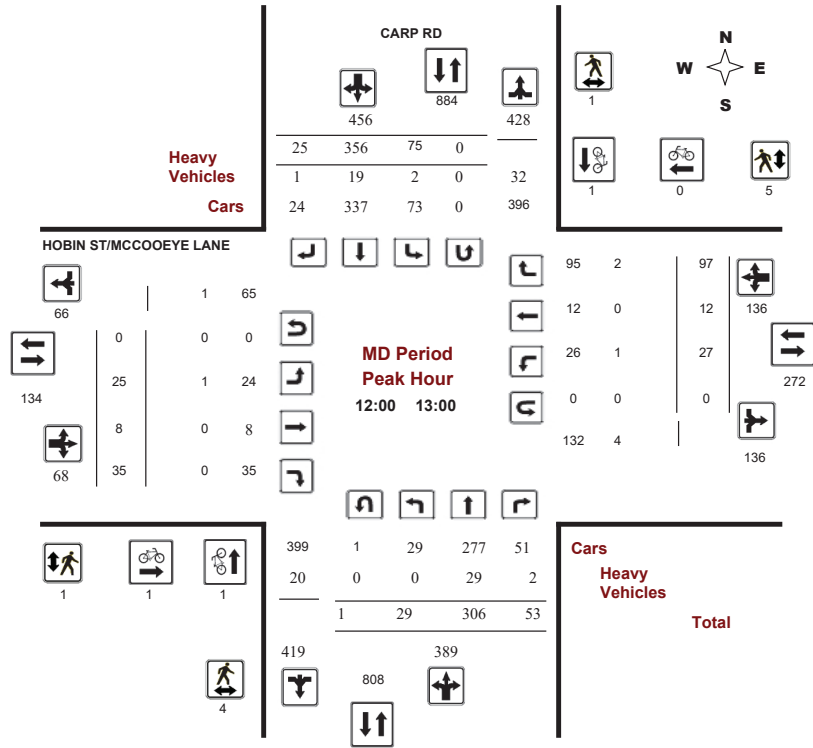 CARP RD
N
W E
S
884
456 428
1
25 356 75 0
Heavy
Vehicles
1 19 2 0 32
Cars
24 337 73 0 396
1 0 5
HOBIN ST/MCCOOEYE LANE
66 1 65
95 2 97
136
0 0 0
12 0 12
134
25 1 24
26 1 27
272
MD Period
Peak Hour
12:00 13:00
8 0 8
0 0 0
68 35 0 35
132 4
136
399 1 29 277 51
Cars
20 0 0 29 2
Heavy
Vehicles
1 29 306 53
Total
1 1 1
419 389
808
4